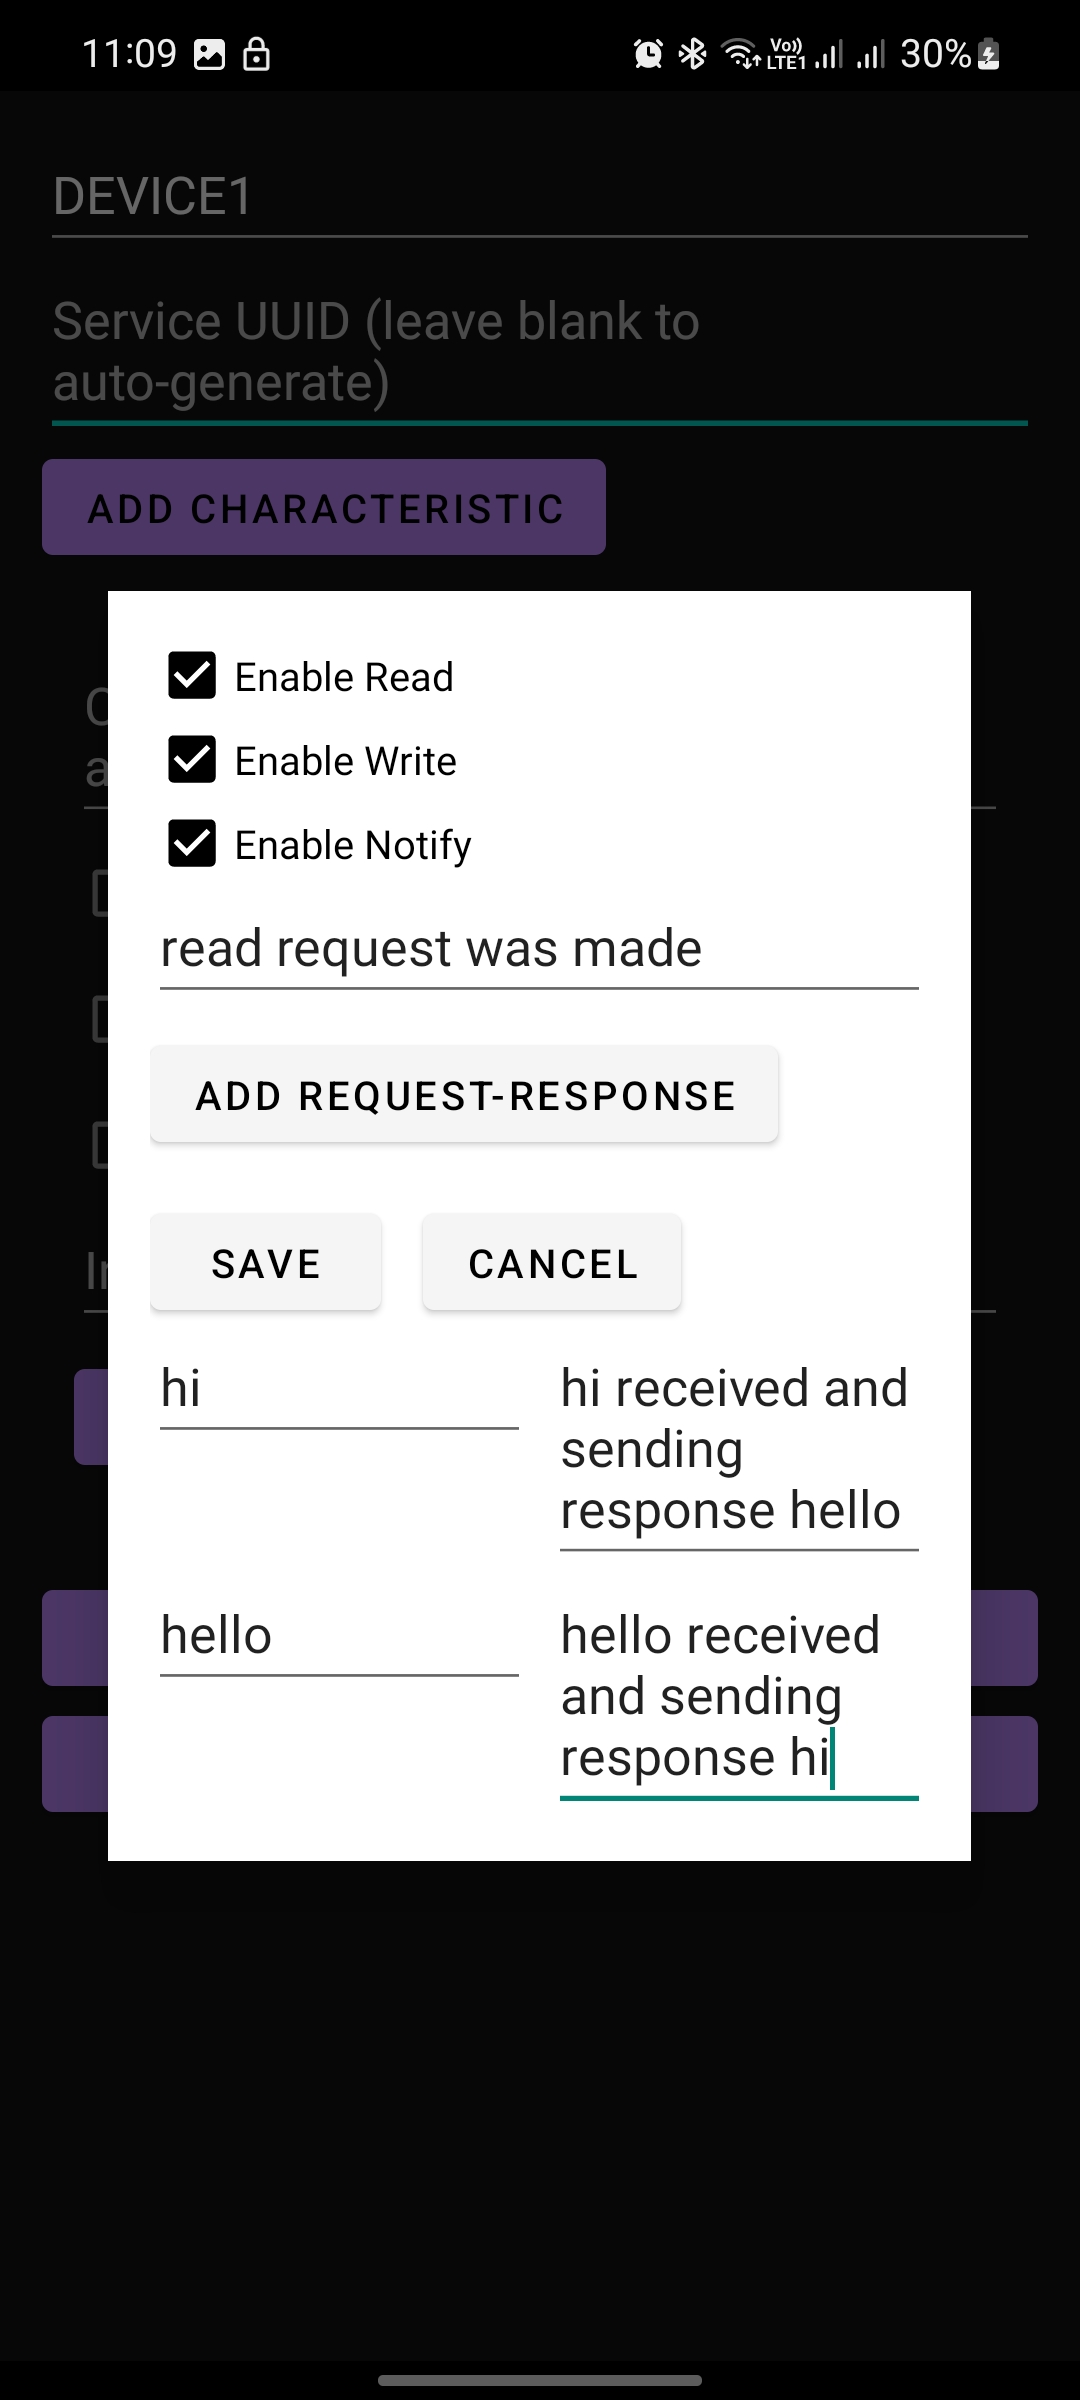 11:09
Vo)) LTE1 30%
DEVICE1
Service UUID (leave blank to
auto-generate)
ADD CHARACTERISTIC
Enable Read
Enable Write
Enable Notify
read request was made
ADD REQUEST-RESPONSE
SAVE CANCEL
hi
hi received and
sending
response hello
hello
hello received
and sending
response hi